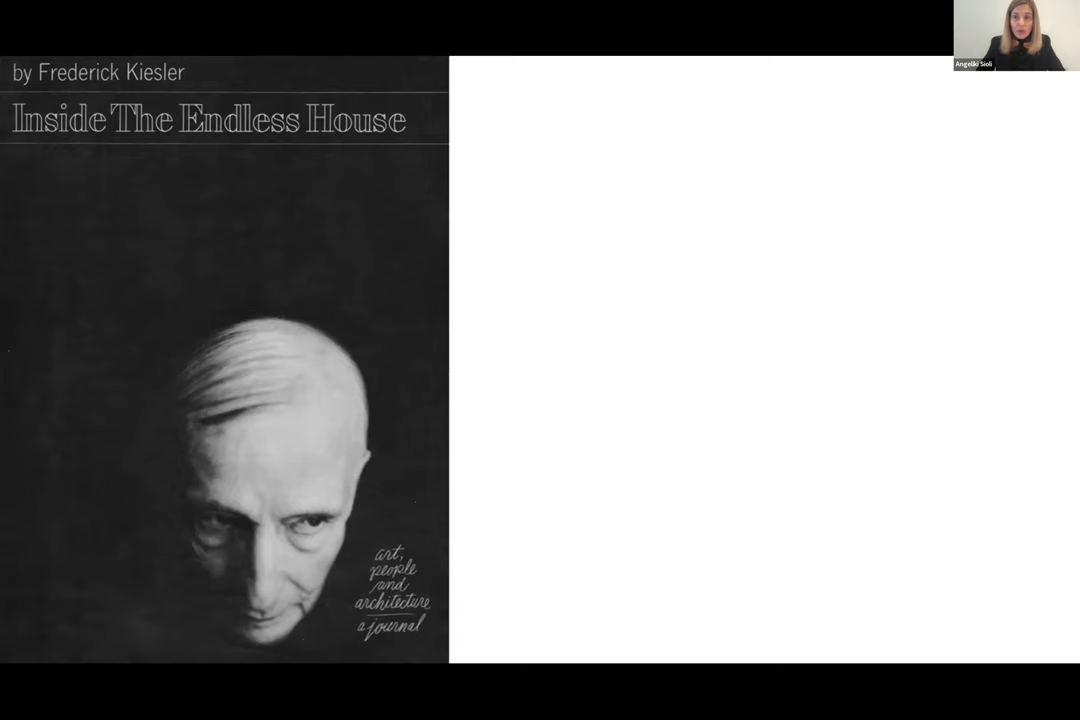 by Frederick Kiesler
Inside The Endless House
art,
people
and
architecture
a journal
Angeliki Sioli